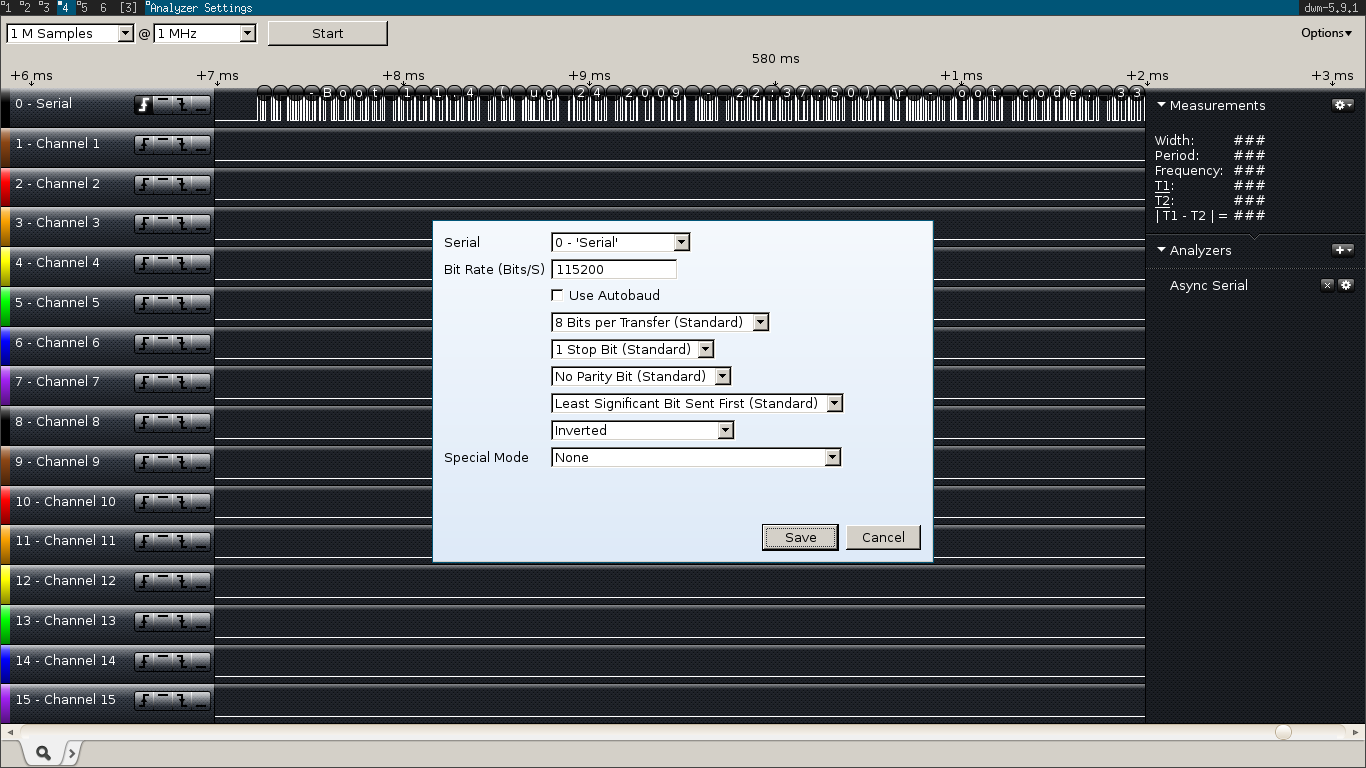 1 2 3 4 5 6 [3] Analyzer Settings dwm-5.9.1
1 M Samples @ 1 MHz Start Options
580 ms
+6 ms +7 ms +8 ms +9 ms +1 ms +2 ms +3 ms
0 - Serial
- B o o t 1 1 . 4 ( u g 2 4 2 0 0 9 - 2 2 : 3 7 : 5 0 ) \r - o o t c o d e : 3 3
1 - Channel 1
2 - Channel 2
3 - Channel 3
4 - Channel 4
5 - Channel 5
6 - Channel 6
7 - Channel 7
8 - Channel 8
9 - Channel 9
10 - Channel 10
11 - Channel 11
12 - Channel 12
13 - Channel 13
14 - Channel 14
15 - Channel 15
Serial 0 - 'Serial'
Bit Rate (Bits/S) 115200
Use Autobaud
8 Bits per Transfer (Standard)
1 Stop Bit (Standard)
No Parity Bit (Standard)
Least Significant Bit Sent First (Standard)
Inverted
Special Mode None
Save Cancel
Measurements
Width: ###
Period: ###
Frequency: ###
T1: ###
T2: ###
| T1 - T2 | = ###
Analyzers
Async Serial